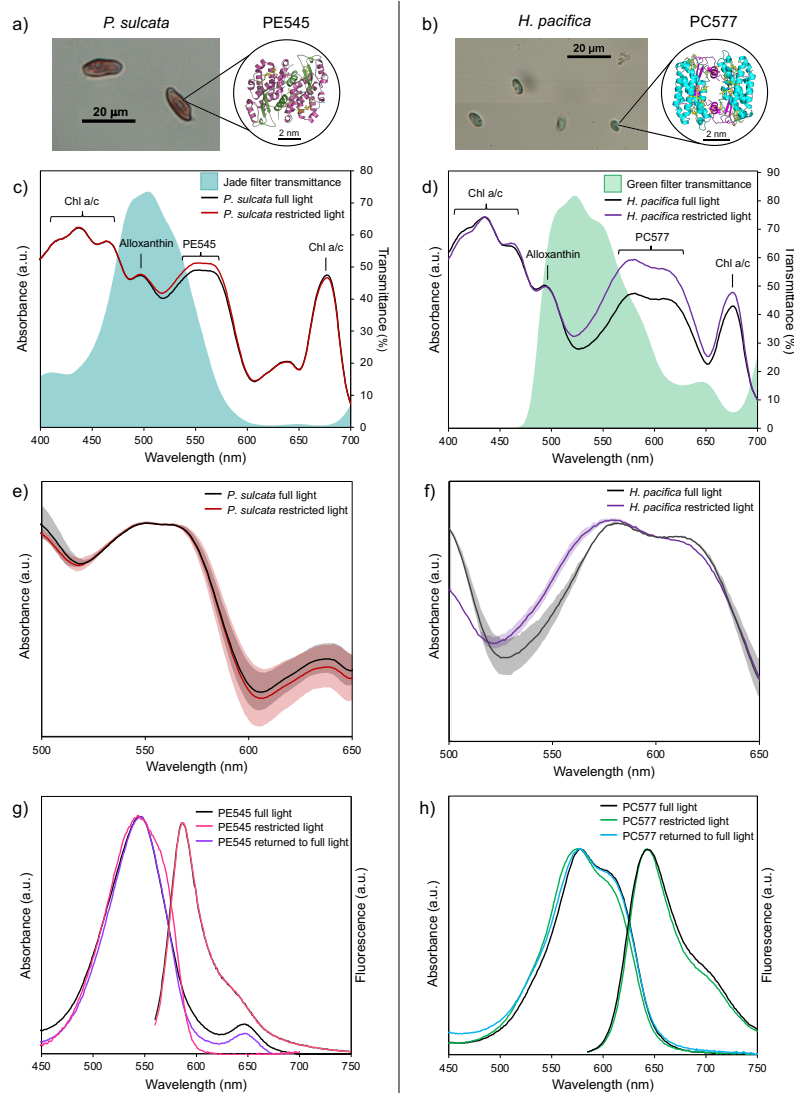 a)
P. sulcata
PE545
20 µm
2 nm
b)
H. pacifica
PC577
20 µm
2 nm
c)
Jade filter transmittance
P. sulcata full light
P. sulcata restricted light
Chl a/c
Alloxanthin
PE545
Chl a/c
Absorbance (a.u.)
Transmittance (%)
80
70
60
50
40
30
20
10
0
400 450 500 550 600 650 700
Wavelength (nm)
d)
Green filter transmittance
H. pacifica full light
H. pacifica restricted light
Chl a/c
Alloxanthin
PC577
Chl a/c
Absorbance (a.u.)
Transmittance (%)
90
80
70
60
50
40
30
20
10
0
400 450 500 550 600 650 700
Wavelength (nm)
e)
P. sulcata full light
P. sulcata restricted light
Absorbance (a.u.)
500 550 600 650
Wavelength (nm)
f)
H. pacifica full light
H. pacifica restricted light
Absorbance (a.u.)
500 550 600 650
Wavelength (nm)
g)
PE545 full light
PE545 restricted light
PE545 returned to full light
Absorbance (a.u.)
Fluorescence (a.u.)
450 500 550 600 650 700 750
Wavelength (nm)
h)
PC577 full light
PC577 restricted light
PC577 returned to full light
Absorbance (a.u.)
Fluorescence (a.u.)
450 500 550 600 650 700 750
Wavelength (nm)